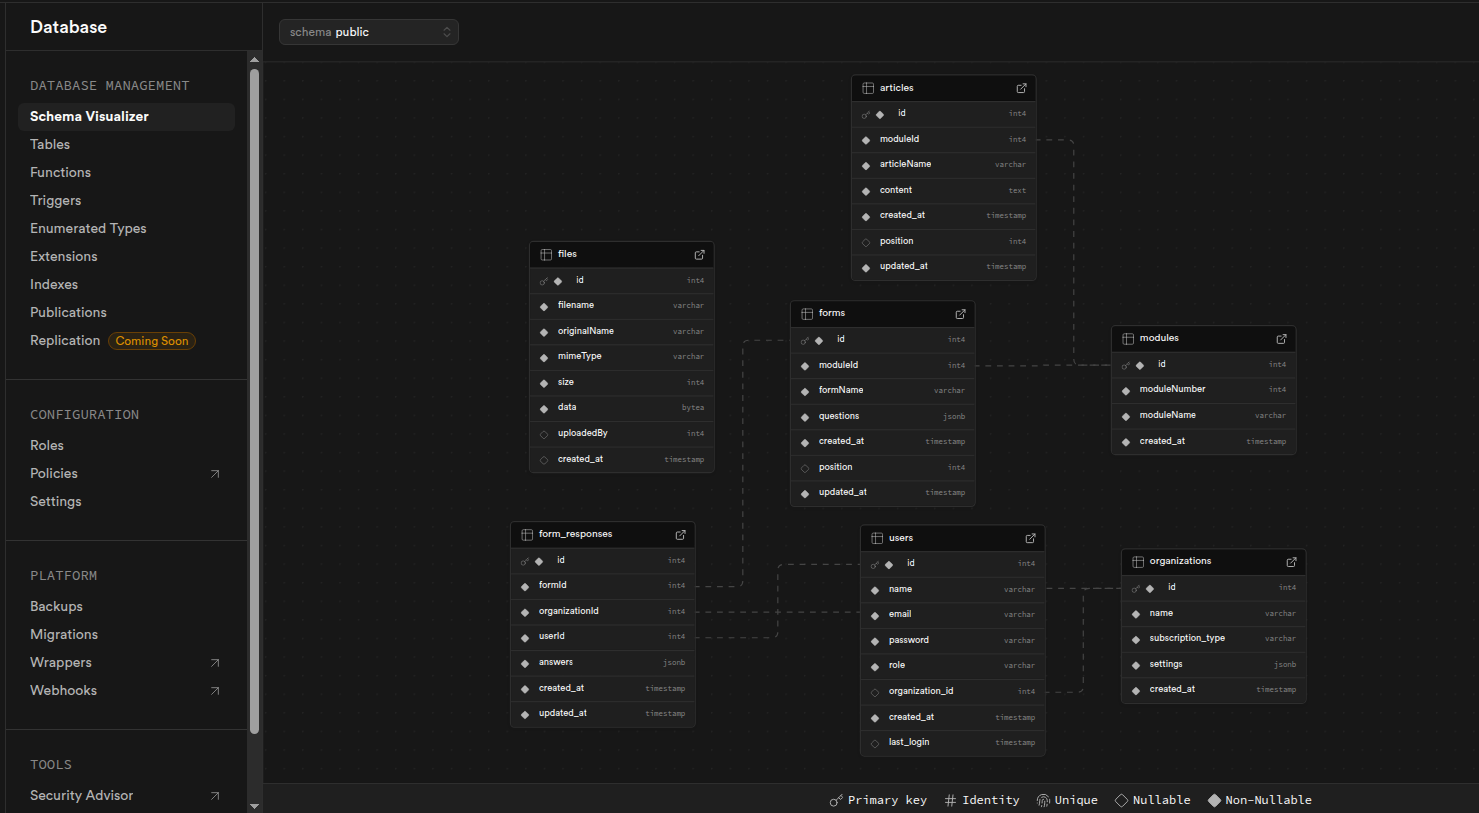 Database
DATABASE MANAGEMENT
Schema Visualizer
Tables
Functions
Triggers
Enumerated Types
Extensions
Indexes
Publications
Replication Coming Soon
CONFIGURATION
Roles
Policies
Settings
PLATFORM
Backups
Migrations
Wrappers
Webhooks
TOOLS
Security Advisor
schema public
articles
id int4
moduleId int4
articleName varchar
content text
created_at timestamp
position int4
updated_at timestamp
files
id int4
filename varchar
originalName varchar
mimeType varchar
size int4
data bytea
uploadedBy int4
created_at timestamp
forms
id int4
moduleId int4
formName varchar
questions jsonb
created_at timestamp
position int4
updated_at timestamp
modules
id int4
moduleNumber int4
moduleName varchar
created_at timestamp
form_responses
id int4
formId int4
organizationId int4
userId int4
answers jsonb
created_at timestamp
updated_at timestamp
users
id int4
name varchar
email varchar
password varchar
role varchar
organization_id int4
created_at timestamp
last_login timestamp
organizations
id int4
name varchar
subscription_type varchar
settings jsonb
created_at timestamp
Primary key Identity Unique Nullable Non-Nullable